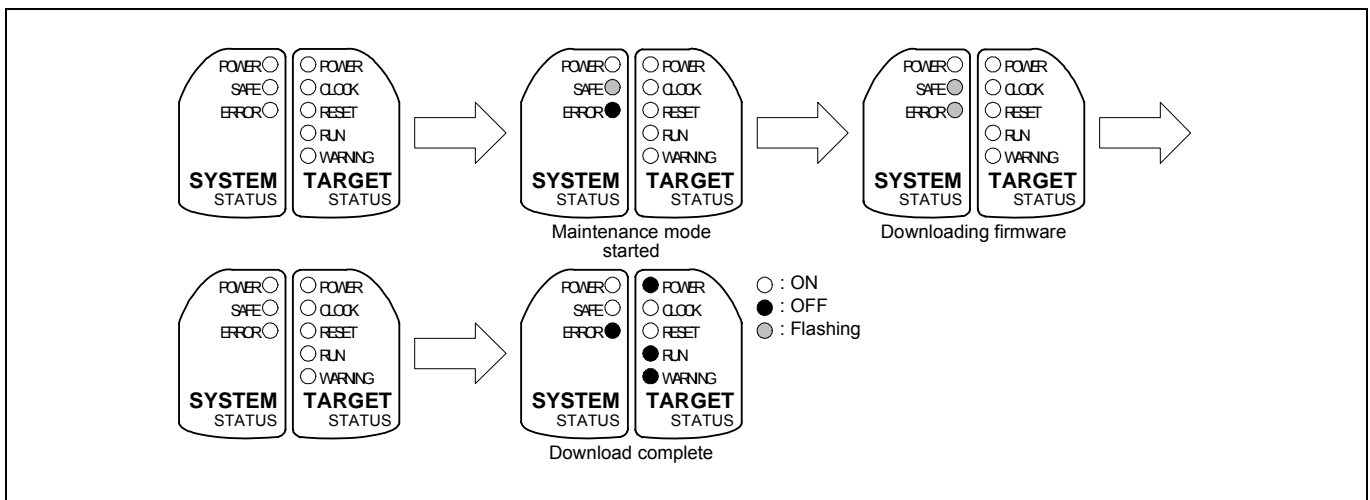 POWER POWER
SAFE CLOCK
ERROR RESET
RUN
WARNING
SYSTEM TARGET
STATUS STATUS
POWER POWER
SAFE CLOCK
ERROR RESET
RUN
WARNING
SYSTEM TARGET
STATUS STATUS
Maintenance mode
started
POWER POWER
SAFE CLOCK
ERROR RESET
RUN
WARNING
SYSTEM TARGET
STATUS STATUS
Downloading firmware
POWER POWER
SAFE CLOCK
ERROR RESET
RUN
WARNING
SYSTEM TARGET
STATUS STATUS
POWER POWER
SAFE CLOCK
ERROR RESET
RUN
WARNING
SYSTEM TARGET
STATUS STATUS
Download complete
: ON
: OFF
: Flashing